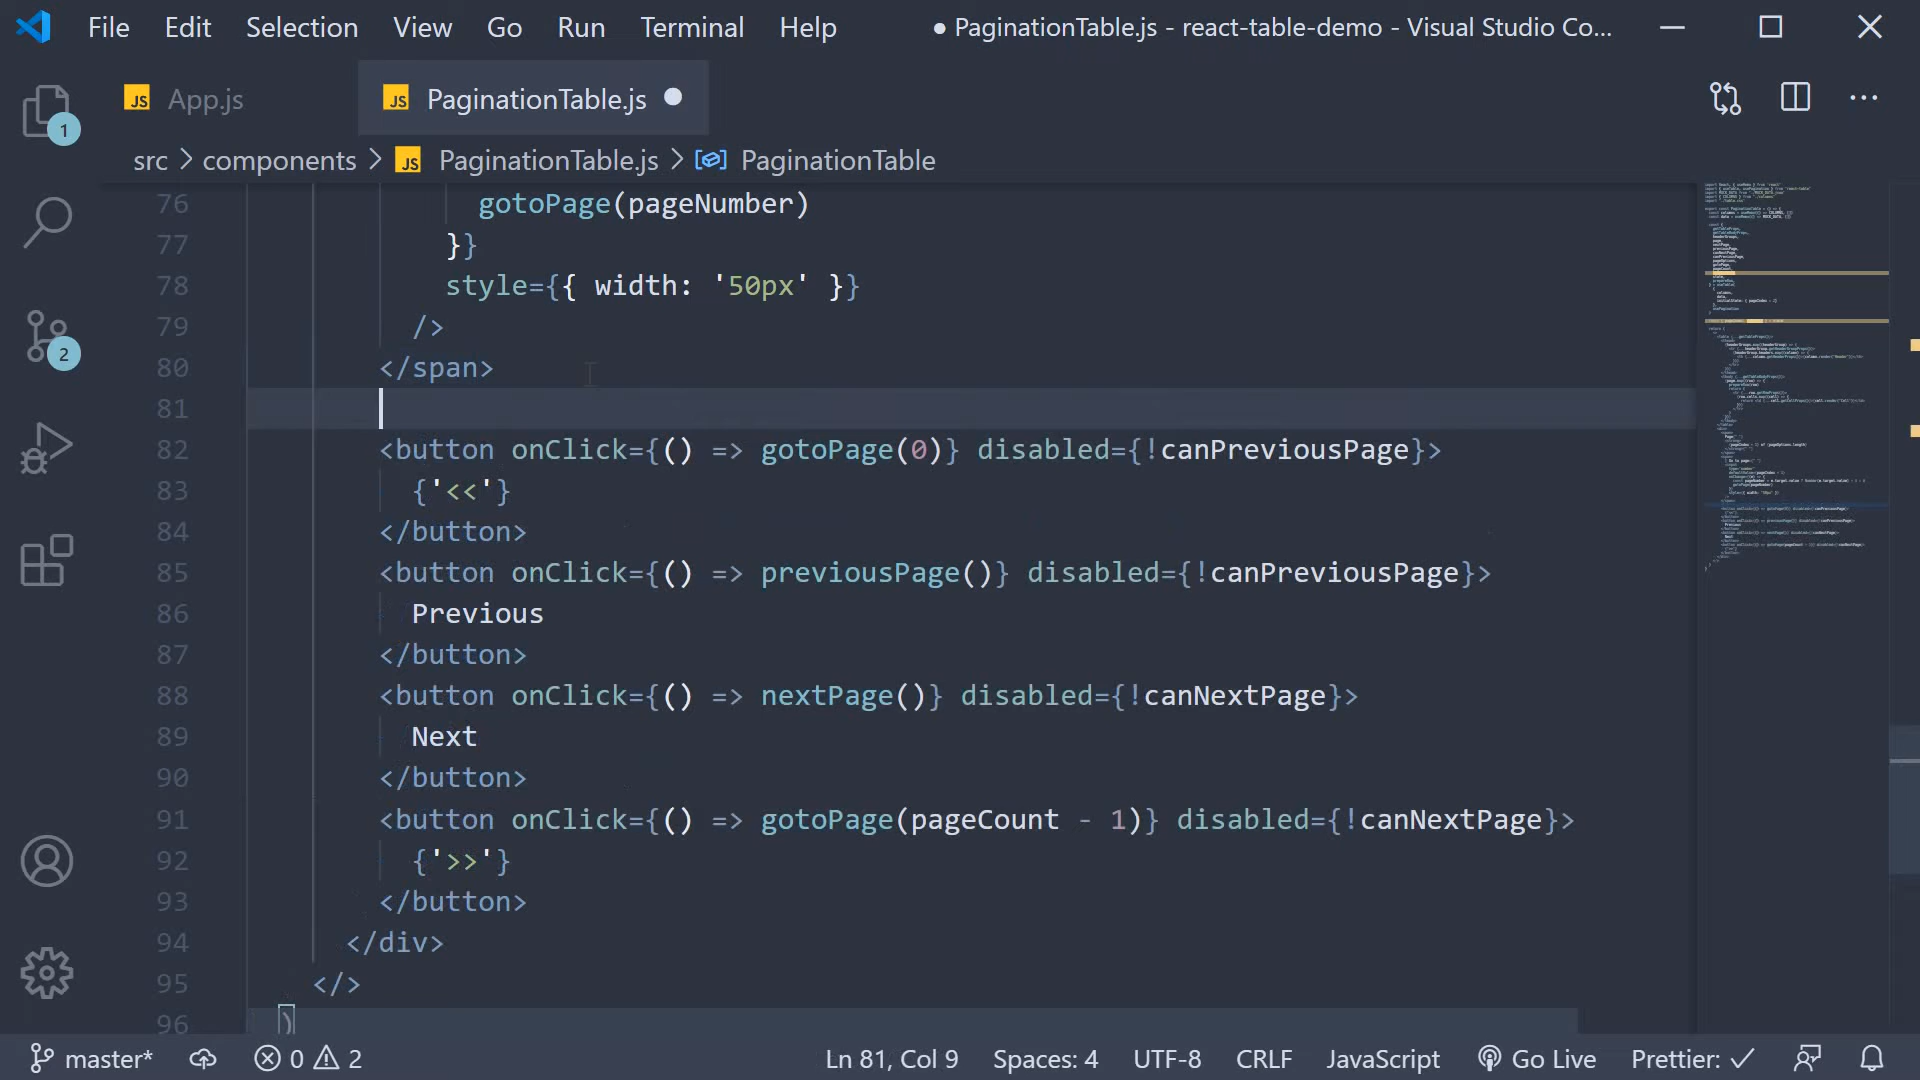 File Edit Selection View Go Run Terminal Help ● PaginationTable.js - react-table-demo - Visual Studio Co...
JS App.js JS PaginationTable.js
src > components > JS PaginationTable.js > PaginationTable
76 gotoPage(pageNumber)
77 }}
78 style={{ width: '50px' }}
79 />
80 </span>
81
82 <button onClick={() => gotoPage(0)} disabled={!canPreviousPage}>
83 {'<<'}
84 </button>
85 <button onClick={() => previousPage()} disabled={!canPreviousPage}>
86 Previous
87 </button>
88 <button onClick={() => nextPage()} disabled={!canNextPage}>
89 Next
90 </button>
91 <button onClick={() => gotoPage(pageCount - 1)} disabled={!canNextPage}>
92 {'>>'}
93 </button>
94 </div>
95 </>
96 )
1
2
master* 0 2 Ln 81, Col 9 Spaces: 4 UTF-8 CRLF JavaScript Go Live Prettier: ✓